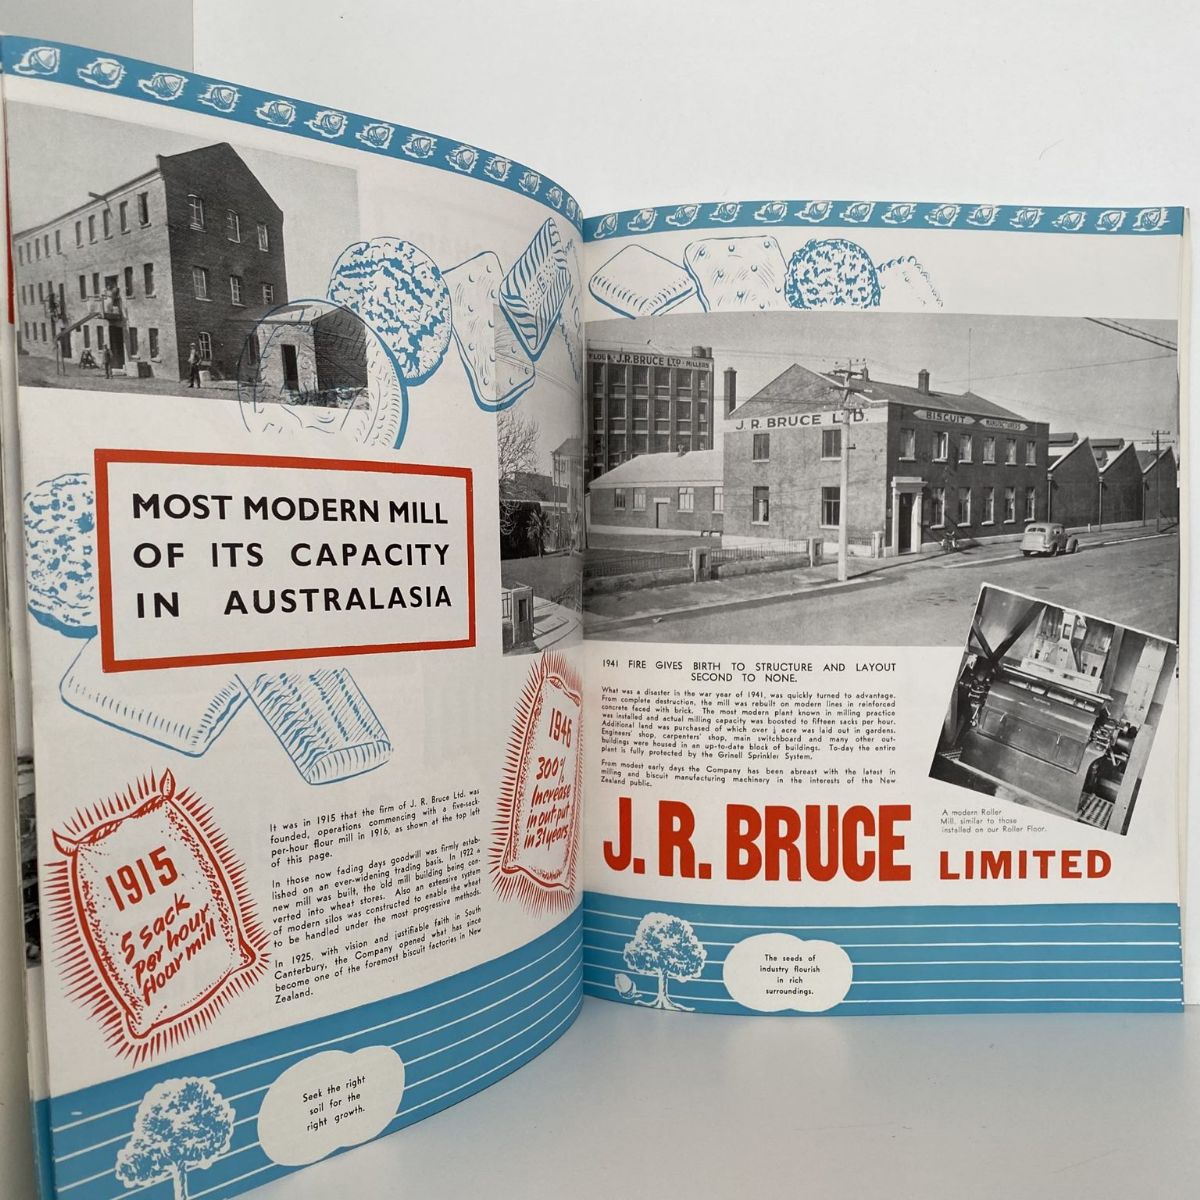 MOST MODERN MILL
OF ITS CAPACITY
IN AUSTRALASIA
1915
5 sack
per hour
flour mill
It was in 1915 that the firm of J. R. Bruce Ltd. was
founded, operations commencing with a five-sack-
per-hour flour mill in 1916, as shown at the top left
of this page.
In those now fading days goodwill was firmly estab-
lished on an ever-widening trading basis. In 1922 a
new mill was built, the old mill building being con-
verted into wheat stores. Also an extensive system
of modern silos was constructed to enable the wheat
to be handled under the most progressive methods.
In 1925, with vision and justifiable faith in South
Canterbury, the Company opened what has since
become one of the foremost biscuit factories in New
Zealand.
1946
300%
Increase
in out-put
in 31 years
Seek the right
soil for the
right growth.
J.R. BRUCE LTD · MILLERS
J. R. BRUCE LTD.
BISCUIT MANUFACTURERS
1941 FIRE GIVES BIRTH TO STRUCTURE AND LAYOUT
SECOND TO NONE.
What was a disaster in the war year of 1941, was quickly turned to advantage.
From complete destruction, the mill was rebuilt on modern lines in reinforced
concrete faced with brick. The most modern plant known in milling practice
was installed and actual milling capacity was boosted to fifteen sacks per hour.
Additional land was purchased of which over acre was laid out in gardens.
Engineers' shop, carpenters' shop, main switchboard and many other out-
buildings were housed in an up-to-date block of buildings. To-day the entire
plant is fully protected by the Grinell Sprinkler System.
From modest early days the Company has been abreast with the latest in
milling and biscuit manufacturing machinery in the interests of the New
Zealand public.
A modern Roller
Mill, similar to those
installed on our Roller Floor.
J. R. BRUCE LIMITED
The seeds of
industry flourish
in rich
surroundings.